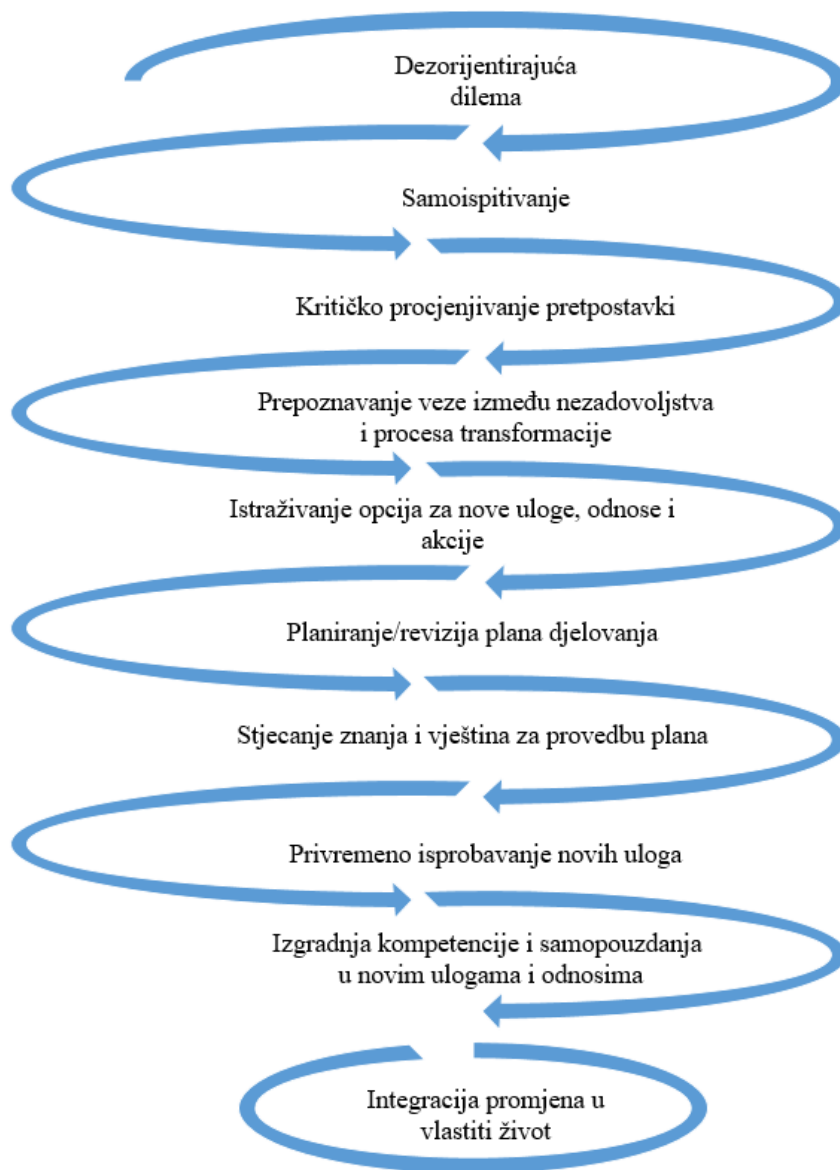 Dezorijentirajuća
dilema
Samoispitivanje
Kritičko procjenjivanje pretpostavki
Prepoznavanje veze između nezadovoljstva
i procesa transformacije
Istraživanje opcija za nove uloge, odnose i
akcije
Planiranje/revizija plana djelovanja
Stjecanje znanja i vještina za provedbu plana
Privremeno isprobavanje novih uloga
Izgradnja kompetencije i samopouzdanja
u novim ulogama i odnosima
Integracija promjena u
vlastiti život